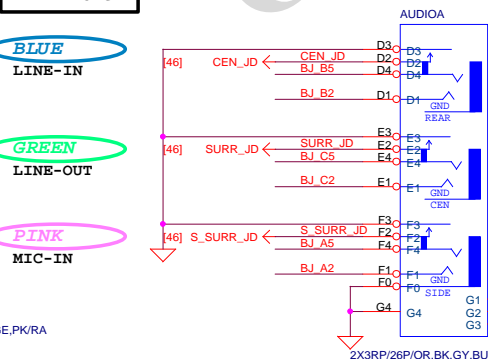 AUDIOA
BLUE
LINE-IN
GREEN
LINE-OUT
PINK
MIC-IN
GE,PK/RA
[46] CEN_JD CEN_JD D3 D3
D2 D2
BJ_B5 D4 D4
BJ_B2 D1 D1
GND
REAR
E3 E3
[46] SURR_JD SURR_JD E2 E2
BJ_C5 E4 E4
BJ_C2 E1 E1
GND
CEN
F3 F3
[46] S_SURR_JD S_SURR_JD F2 F2
BJ_A5 F4 F4
BJ_A2 F1 F1
GND
F0 F0
SIDE
G4 G4
G1
G2
G3
2X3RP/26P/OR,BK,GY,BU